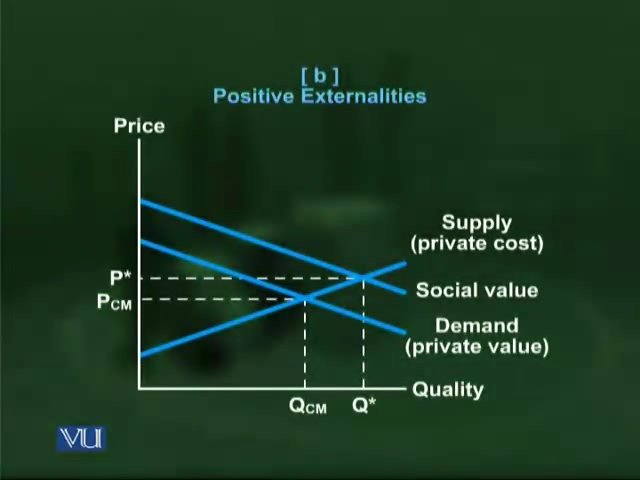 [ b ]
Positive Externalities
Price
Supply
(private cost)
P*
Social value
PCM
Demand
(private value)
Quality
QCM
Q*
VU